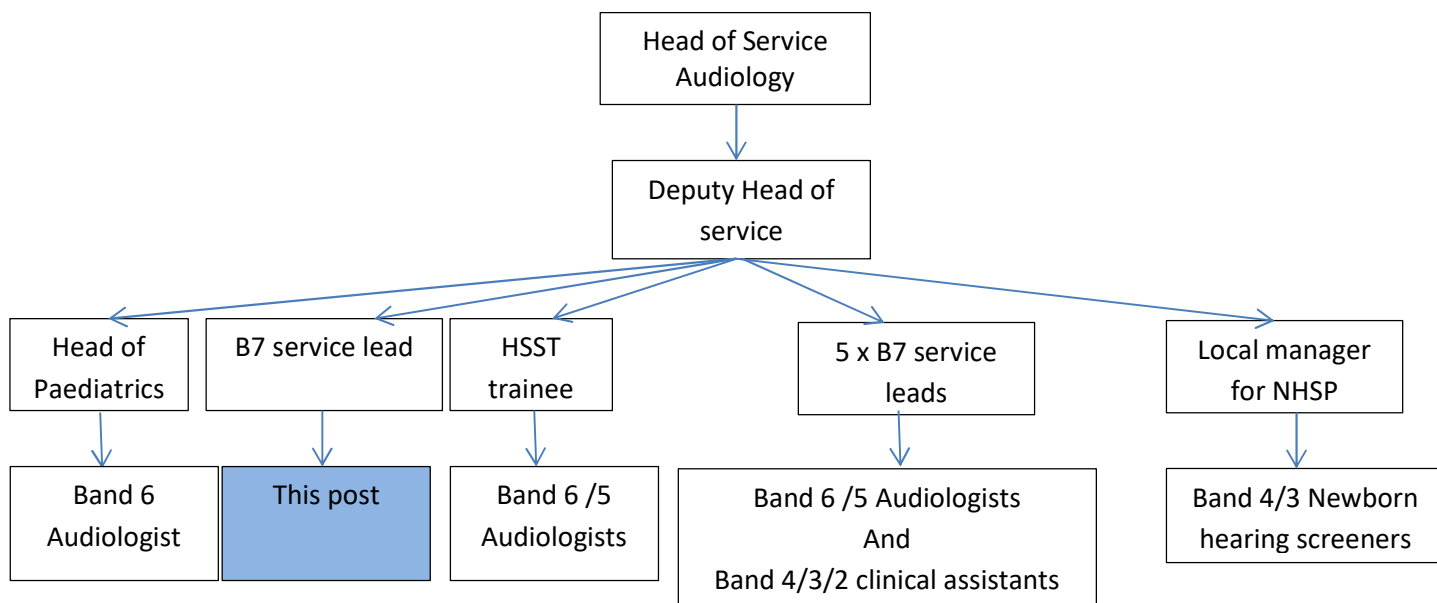 Head of Service
Audiology
Deputy Head of
service
Head of
Paediatrics
B7 service lead
HSST
trainee
5 x B7 service
leads
Local manager
for NHSP
Band 6
Audiologist
This post
Band 6 /5
Audiologists
Band 6 /5 Audiologists
And
Band 4/3/2 clinical assistants
Band 4/3 Newborn
hearing screeners